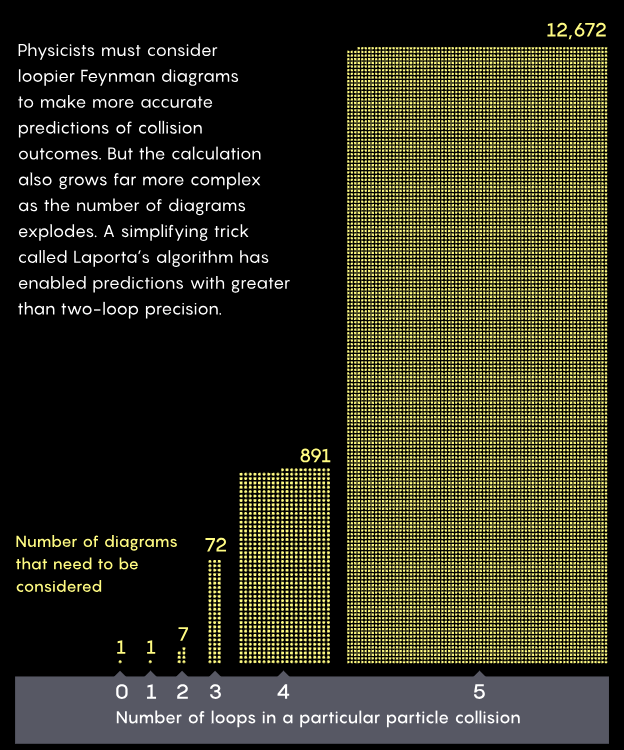 12,672
Physicists must consider
loopier Feynman diagrams
to make more accurate
predictions of collision
outcomes. But the calculation
also grows far more complex
as the number of diagrams
explodes. A simplifying trick
called Laporta’s algorithm has
enabled predictions with greater
than two-loop precision.
891
Number of diagrams
that need to be
considered
72
7
1 1
0 1 2 3 4 5
Number of loops in a particular particle collision